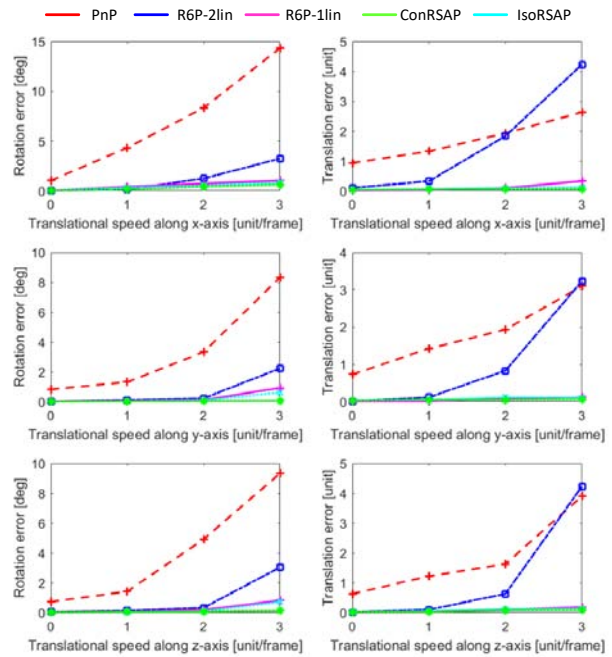 PnP R6P-2lin R6P-1lin ConRSAP IsoRSAP
Rotation error [deg]
15
10
5
0
0 1 2 3
Translational speed along x-axis [unit/frame]
Translation error [unit]
5
4
3
2
1
0
0 1 2 3
Translational speed along x-axis [unit/frame]
Rotation error [deg]
10
8
6
4
2
0
0 1 2 3
Translational speed along y-axis [unit/frame]
Translation error [unit]
4
3
2
1
0
0 1 2 3
Translational speed along y-axis [unit/frame]
Rotation error [deg]
10
8
6
4
2
0
0 1 2 3
Translational speed along z-axis [unit/frame]
Translation error [unit]
5
4
3
2
1
0
0 1 2 3
Translational speed along z-axis [unit/frame]